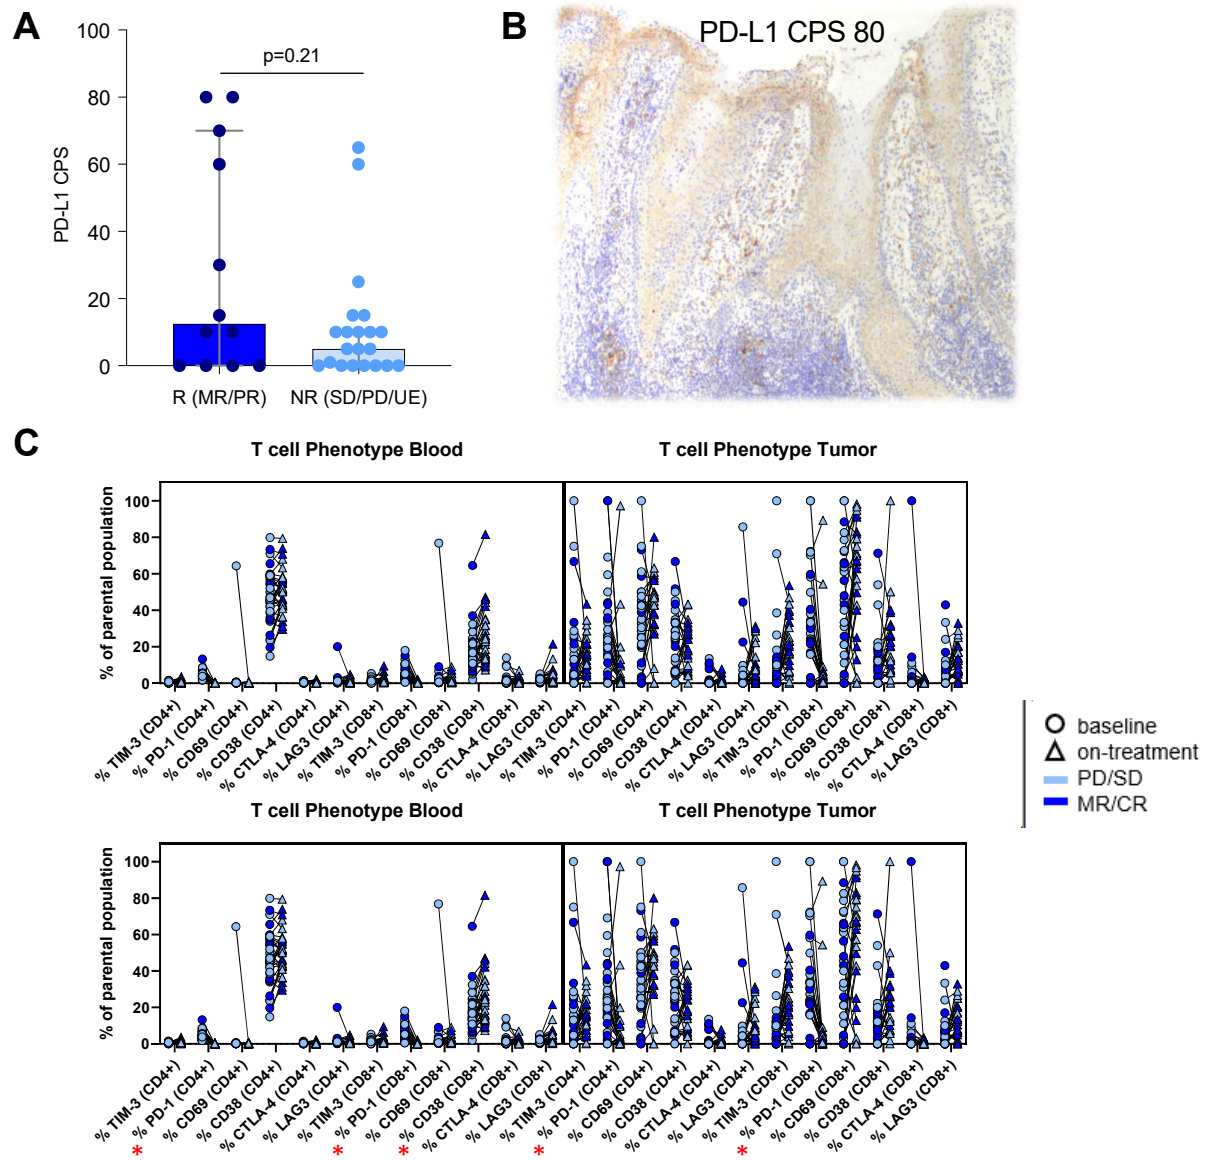 A
100
80
60
40
20
0
PD-L1 CPS
p=0.21
R (MR/PR)
NR (SD/PD/UE)
B
PD-L1 CPS 80
C
T cell Phenotype Blood
T cell Phenotype Tumor
% of parental population
100
80
60
40
20
0
% TIM-3 (CD4+)
% PD-1 (CD4+)
% CD69 (CD4+)
% CD38 (CD4+)
% CTLA-4 (CD4+)
% LAG3 (CD4+)
% TIM-3 (CD8+)
% PD-1 (CD8+)
% CD69 (CD8+)
% CD38 (CD8+)
% CTLA-4 (CD8+)
% LAG3 (CD8+)
% TIM-3 (CD4+)
% PD-1 (CD4+)
% CD69 (CD4+)
% CD38 (CD4+)
% CTLA-4 (CD4+)
% LAG3 (CD4+)
% TIM-3 (CD8+)
% PD-1 (CD8+)
% CD69 (CD8+)
% CD38 (CD8+)
% CTLA-4 (CD8+)
% LAG3 (CD8+)
baseline
on-treatment
PD/SD
MR/CR
T cell Phenotype Blood
T cell Phenotype Tumor
% of parental population
100
80
60
40
20
0
% TIM-3 (CD4+)
% PD-1 (CD4+)
% CD69 (CD4+)
% CD38 (CD4+)
% CTLA-4 (CD4+)
% LAG3 (CD4+)
% TIM-3 (CD8+)
% PD-1 (CD8+)
% CD69 (CD8+)
% CD38 (CD8+)
% CTLA-4 (CD8+)
% LAG3 (CD8+)
% TIM-3 (CD4+)
% PD-1 (CD4+)
% CD69 (CD4+)
% CD38 (CD4+)
% CTLA-4 (CD4+)
% LAG3 (CD4+)
% TIM-3 (CD8+)
% PD-1 (CD8+)
% CD69 (CD8+)
% CD38 (CD8+)
% CTLA-4 (CD8+)
% LAG3 (CD8+)
* * * * *